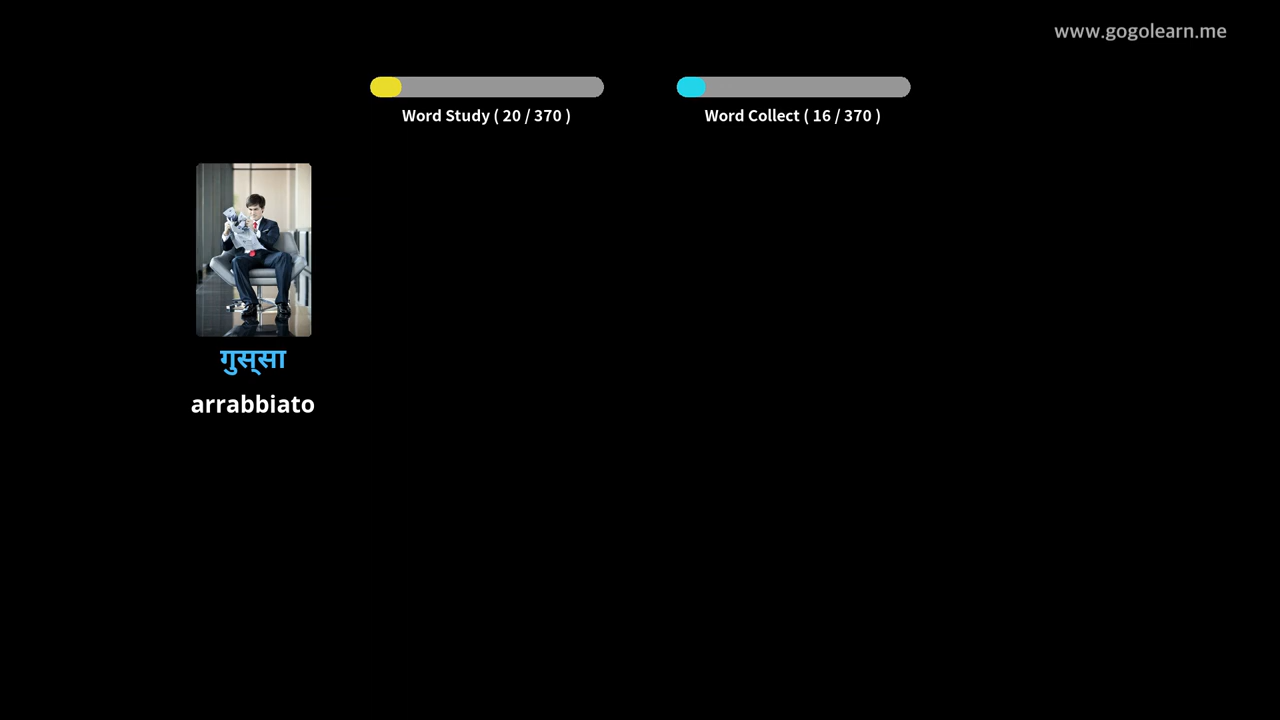 www.gogolearn.me
Word Study ( 20 / 370 )
Word Collect ( 16 / 370 )
गुस्‌सा
arrabbiato